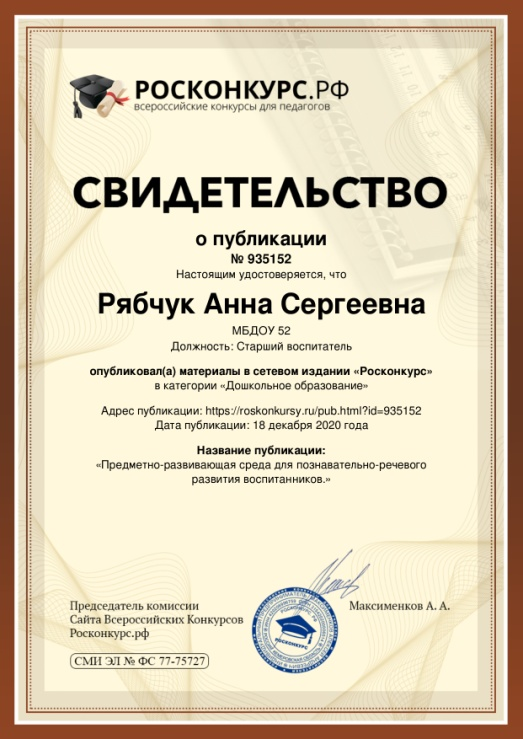 РОСКОНКУРС.РФ
всероссийские конкурсы для педагогов
СВИДЕТЕЛЬСТВО
о публикации
№ 935152
Настоящим удостоверяется, что
Рябчук Анна Сергеевна
МБДОУ 52
Должность: Старший воспитатель
опубликовал(а) материалы в сетевом издании «Росконкурс»
в категории «Дошкольное образование»
Адрес публикации: https://roskonkursy.ru/pub.html?id=935152
Дата публикации: 18 декабря 2020 года
Название публикации:
«Предметно-развивающая среда для познавательно-речевого
развития воспитанников.»
Председатель комиссии
Сайта Всероссийских Конкурсов
Росконкурс.рф
Максименков А. А.
СМИ ЭЛ № ФС 77-75727
РОСКОНКУРС